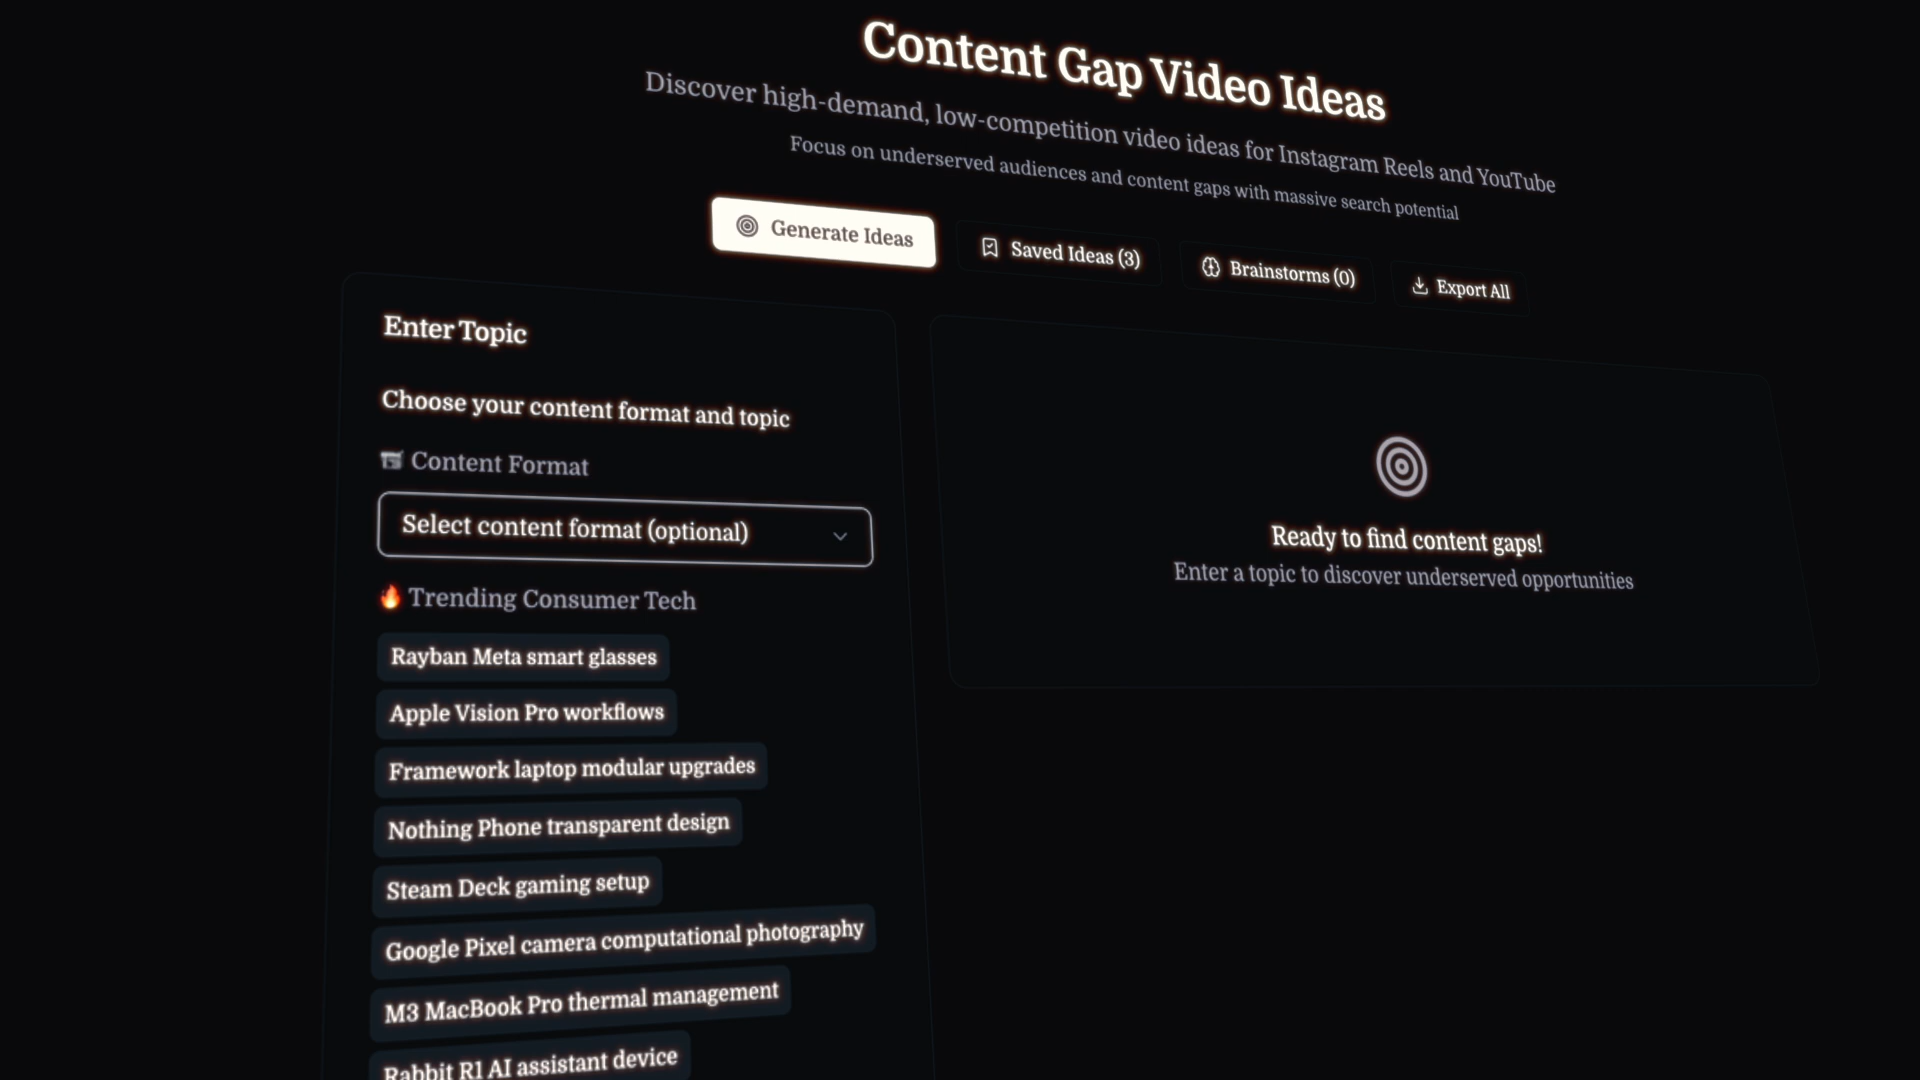 Content Gap Video Ideas
Discover high-demand, low-competition video ideas for Instagram Reels and YouTube
Focus on underserved audiences and content gaps with massive search potential
Generate Ideas
Saved Ideas (3)
Brainstorms (0)
Export All
Enter Topic
Choose your content format and topic
Content Format
Select content format (optional)
🔥 Trending Consumer Tech
Rayban Meta smart glasses
Apple Vision Pro workflows
Framework laptop modular upgrades
Nothing Phone transparent design
Steam Deck gaming setup
Google Pixel camera computational photography
M3 MacBook Pro thermal management
Rabbit R1 AI assistant device
Ready to find content gaps!
Enter a topic to discover underserved opportunities